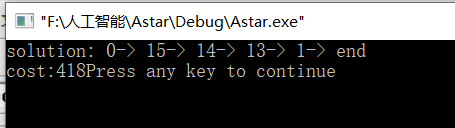 "F:\人工智能\Astar\Debug\Astar.exe"
solution: 0-> 15-> 14-> 13-> 1-> end
cost:418Press any key to continue